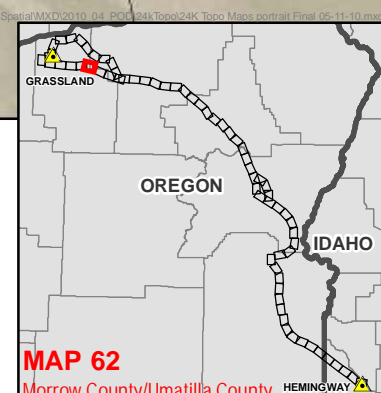 Spatial\MXD\2010_04_POD\24kTopo\24K Topo Maps portrait Final 05-11-10.mxd
GRASSLAND
OREGON
IDAHO
MAP 62
HEMINGWAY
Morrow County/Umatilla County